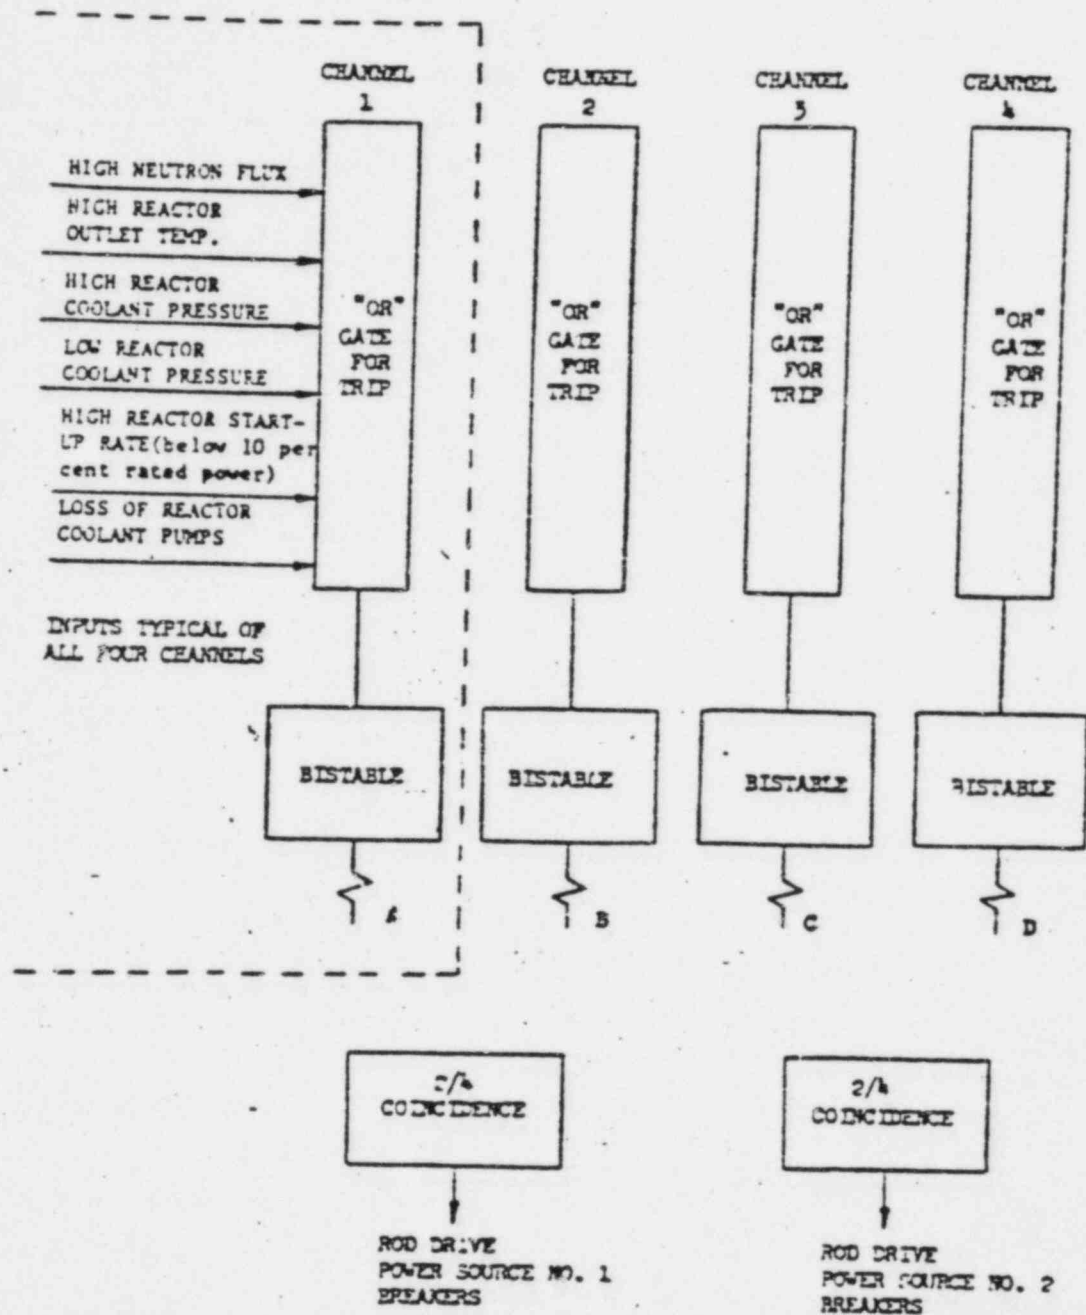 CHANNEL
1
CHANNEL
2
CHANNEL
3
CHANNEL
4
HIGH NEUTRON FLUX
HIGH REACTOR
OUTLET TEMP.
HIGH REACTOR
COOLANT PRESSURE
LOW REACTOR
COOLANT PRESSURE
HIGH REACTOR START-
UP RATE(below 10 per
cent rated power)
LOSS OF REACTOR
COOLANT PUMPS
"OR"
GATE
FOR
TRIP
"OR"
GATE
FOR
TRIP
"OR"
GATE
FOR
TRIP
"OR"
GATE
FOR
TRIP
INPUTS TYPICAL OF
ALL FOUR CHANNELS
BISTABLE
BISTABLE
BISTABLE
BISTABLE
A
B
C
D
2/4
COINCIDENCE
2/4
COINCIDENCE
ROD DRIVE
POWER SOURCE NO. 1
BREAKERS
ROD DRIVE
POWER SOURCE NO. 2
BREAKERS